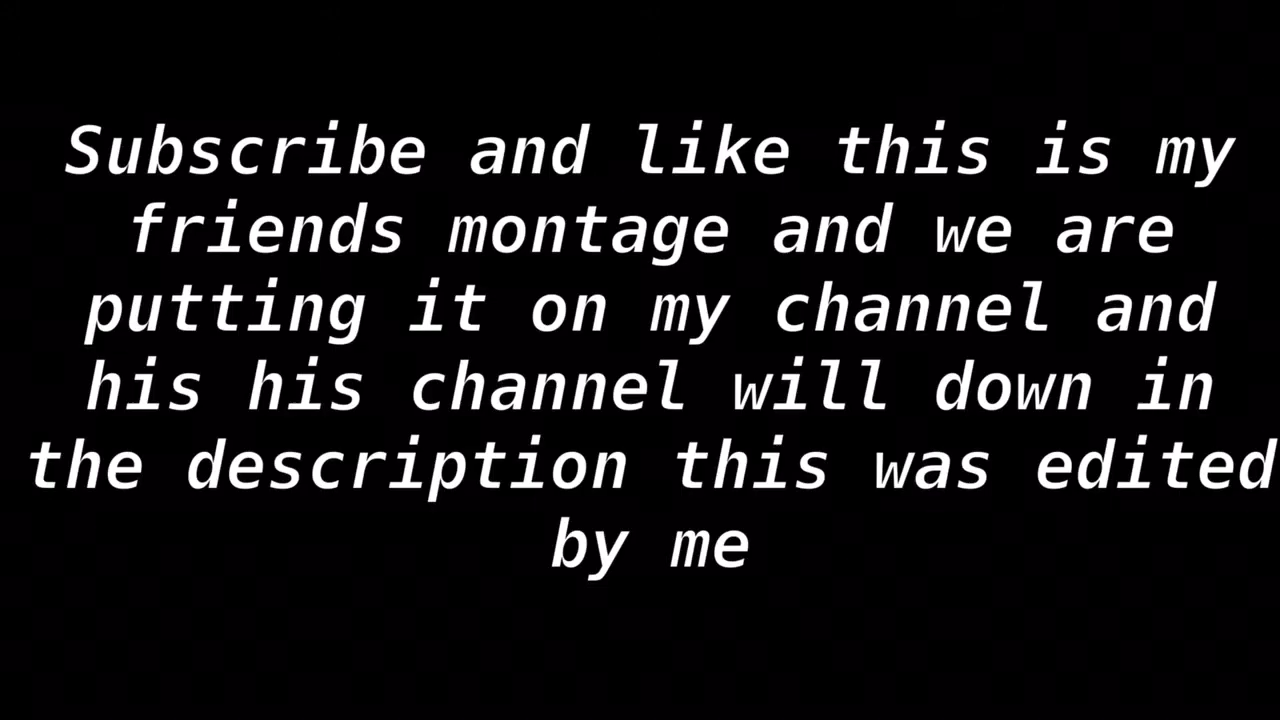 Subscribe and like this is my
friends montage and we are
putting it on my channel and
his his channel will down in
the description this was edited
by me